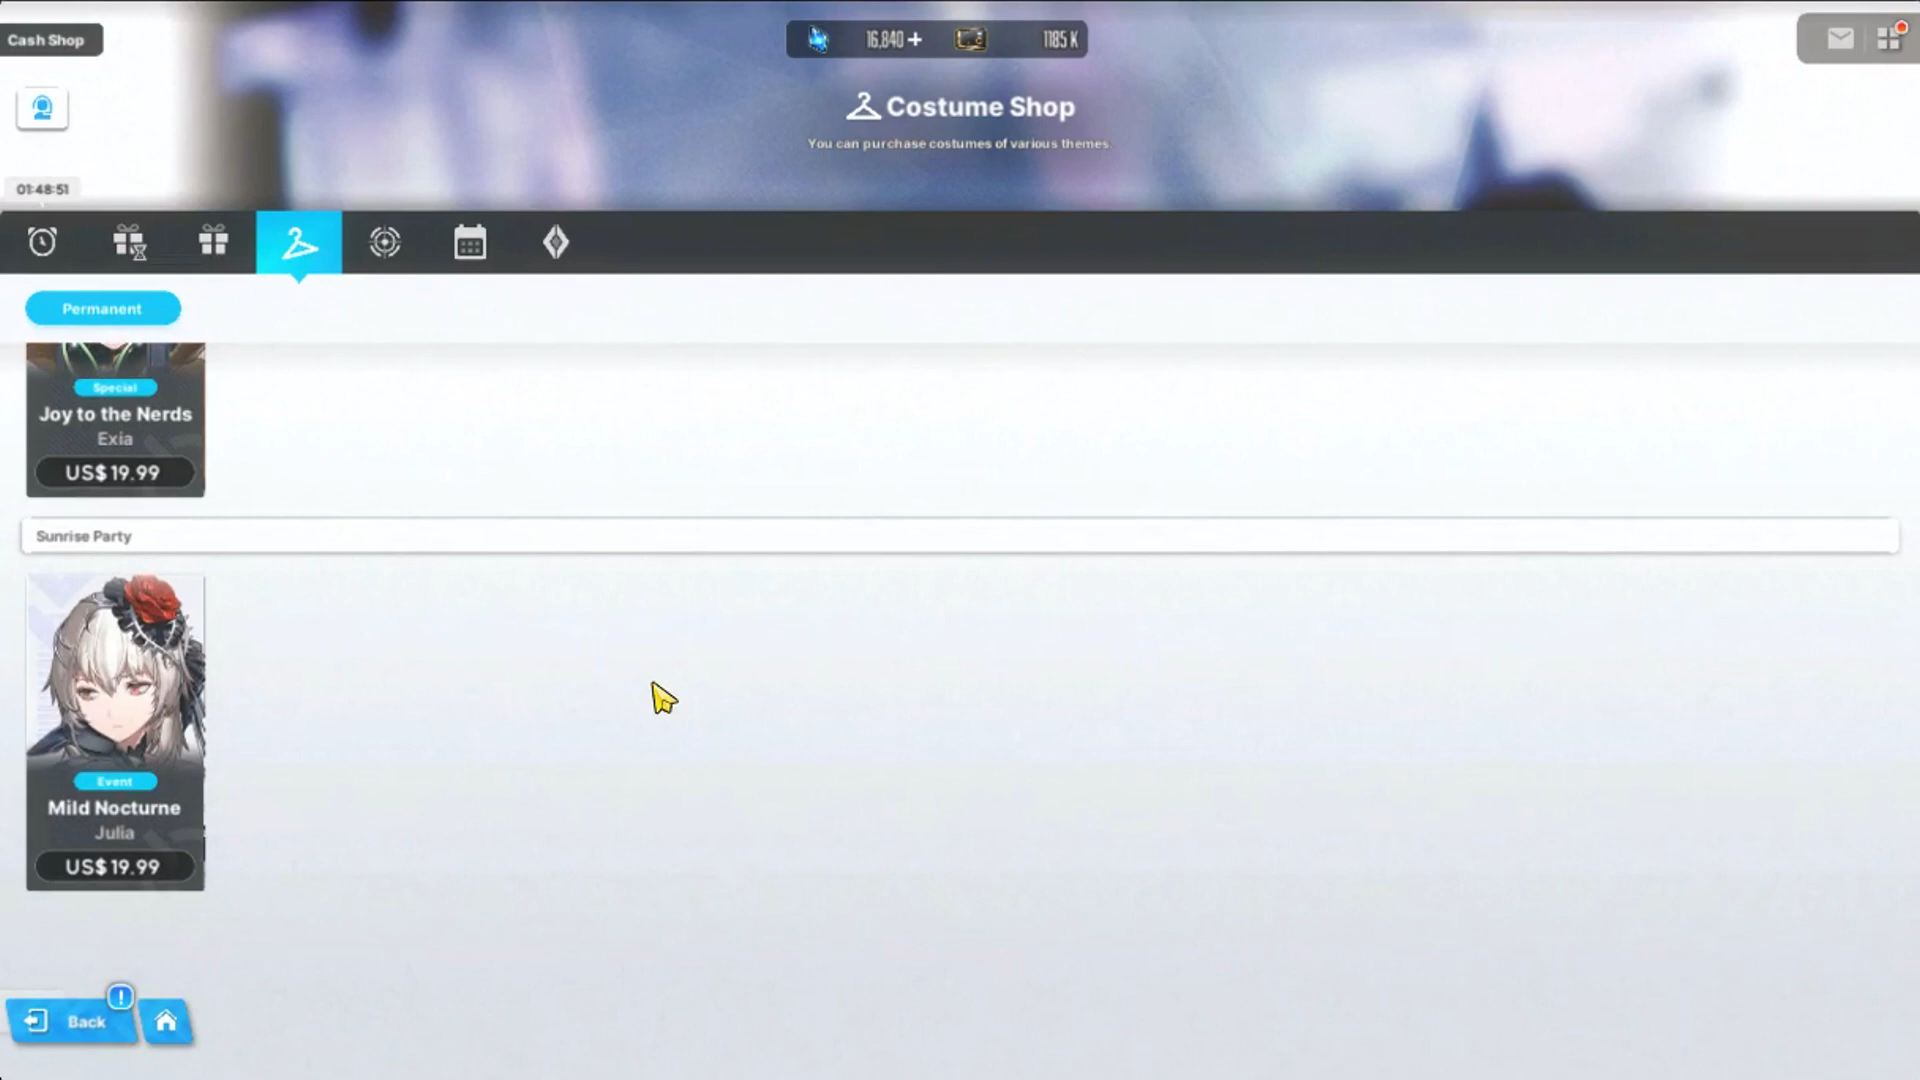 Cash Shop
16,840 +
1185 K
Costume Shop
You can purchase costumes of various themes.
01:48:51
Permanent
Special
Joy to the Nerds
Exia
US$ 19.99
Sunrise Party
Event
Mild Nocturne
Julia
US$ 19.99
!
Back